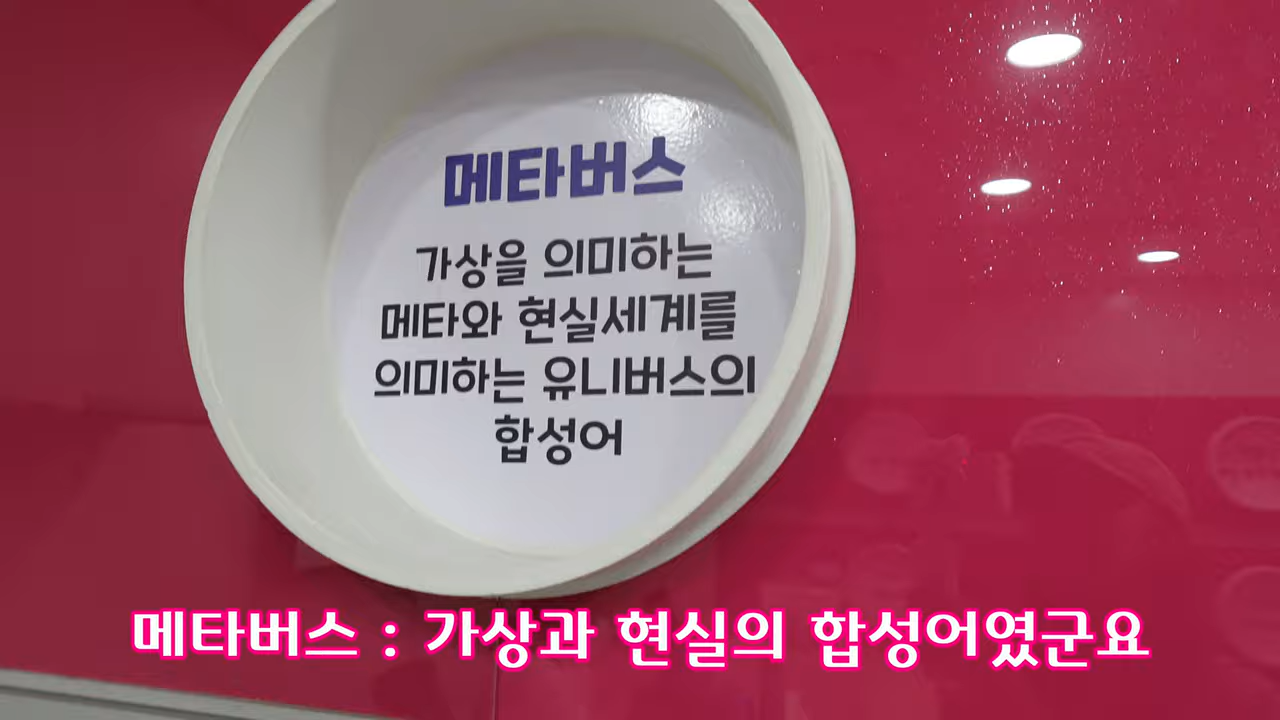 메타버스
가상을 의미하는
메타와 현실세계를
의미하는 유니버스의
합성어
메타버스 : 가상과 현실의 합성어였군요